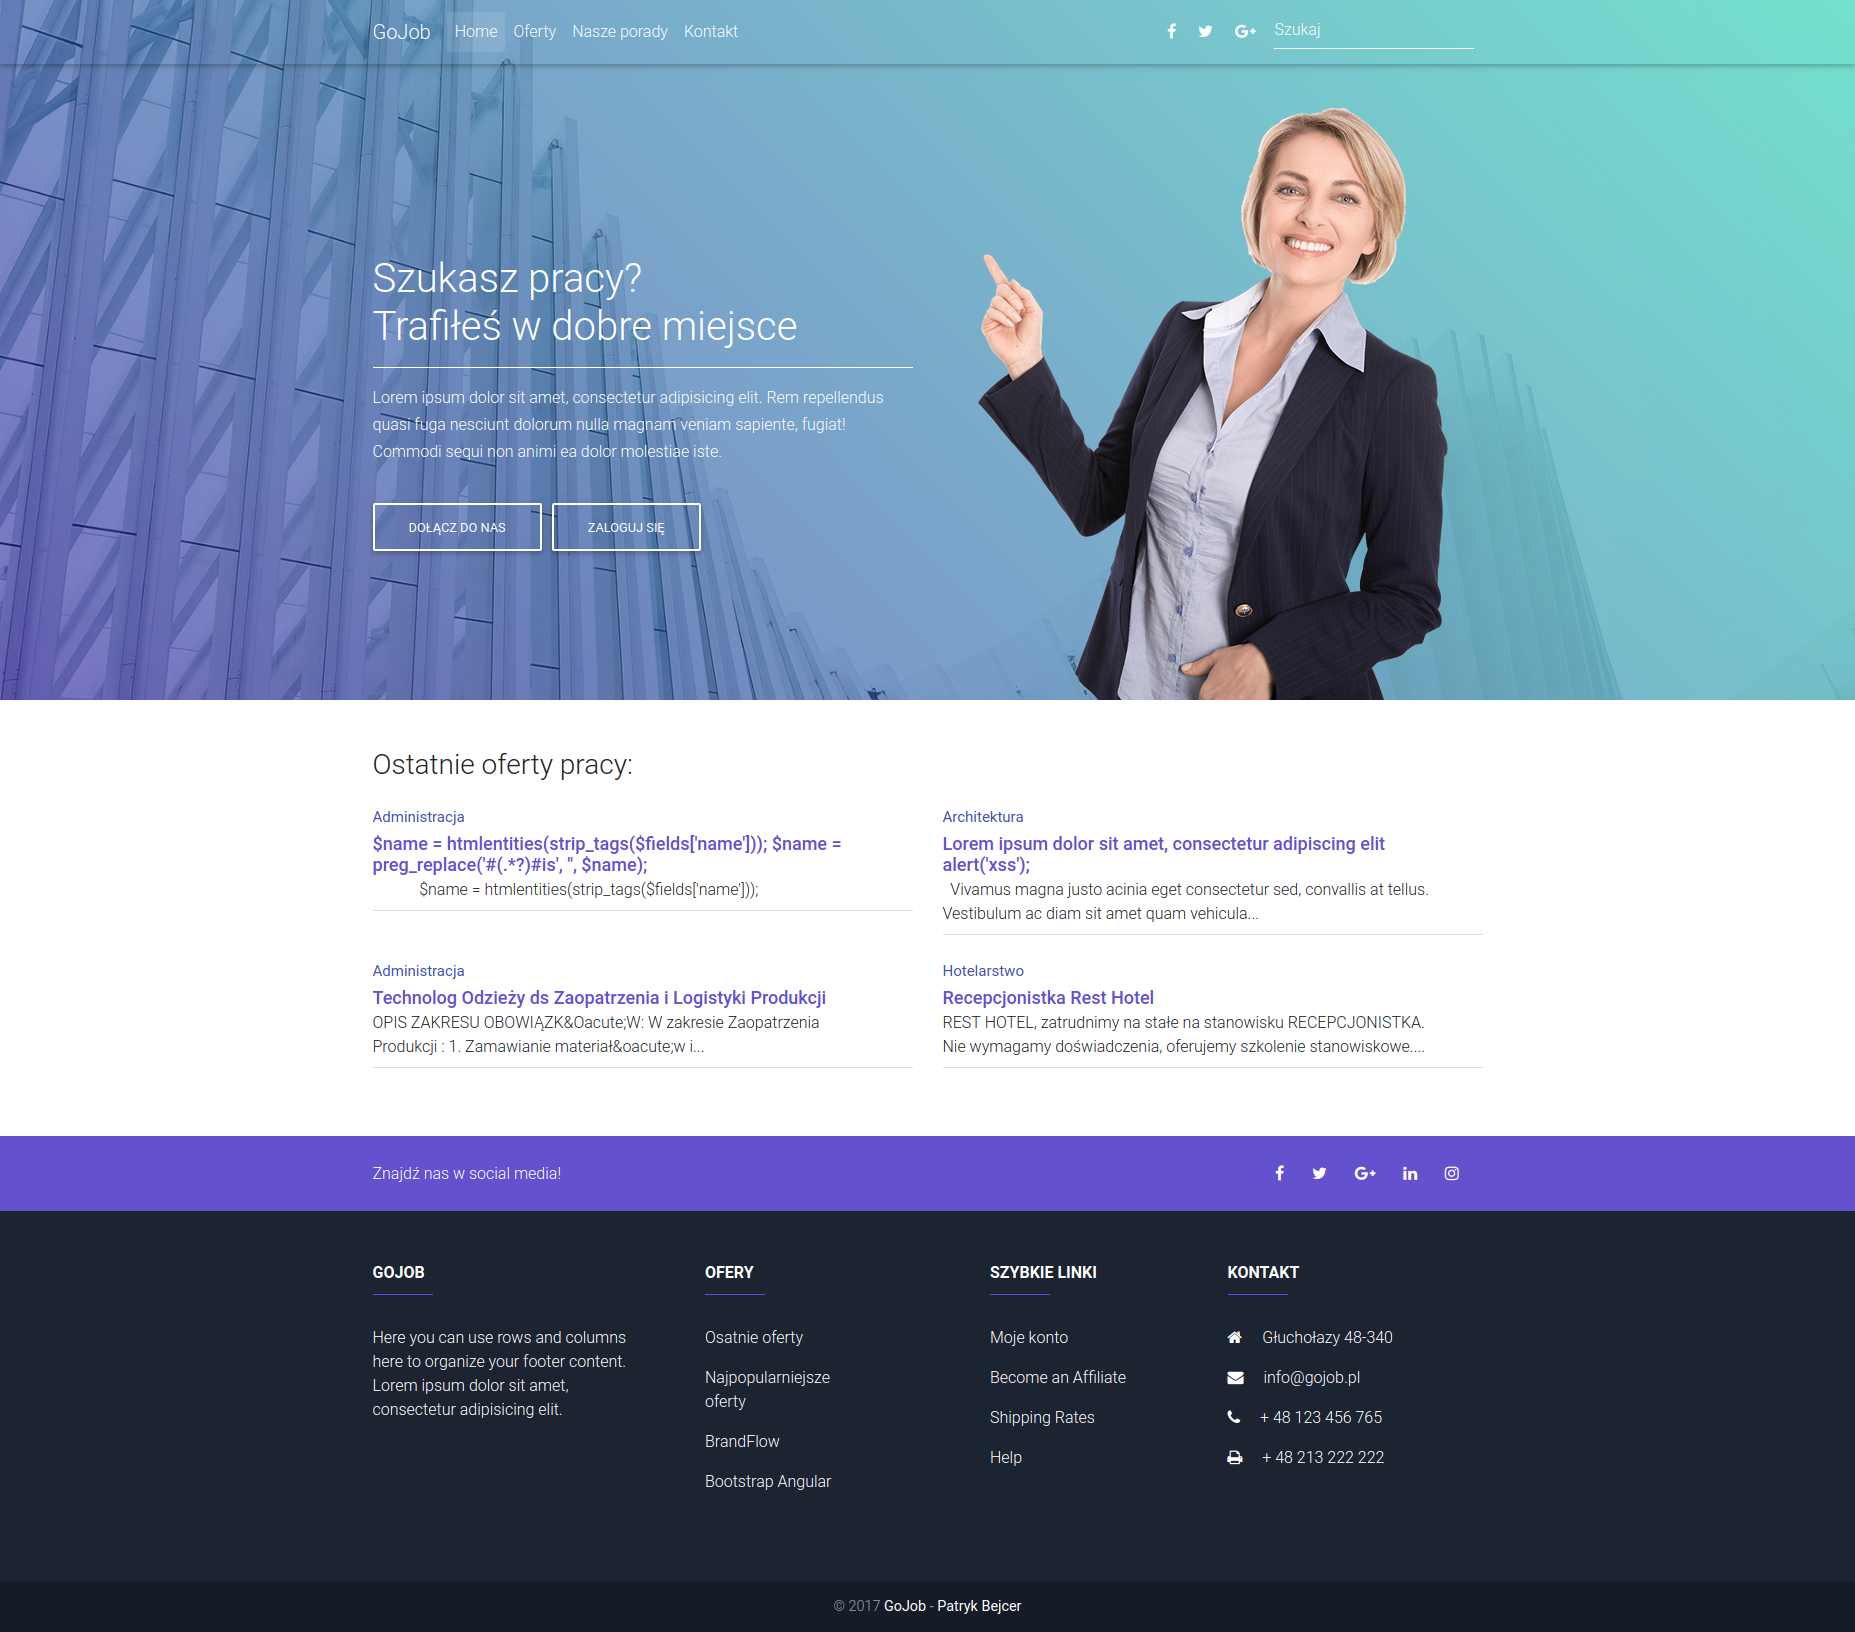 GoJob Home Oferty Nasze porady Kontakt Szukaj
Szukasz pracy?
Trafiłeś w dobre miejsce
Lorem ipsum dolor sit amet, consectetur adipisicing elit. Rem repellendus
quasi fuga nesciunt dolorum nulla magnam veniam sapiente, fugiat!
Commodi sequi non animi ea dolor molestiae iste.
DOŁĄCZ DO NAS ZALOGUJ SIĘ
Ostatnie oferty pracy:
Administracja
$name = htmlentities(strip_tags($fields['name'])); $name =
preg_replace('#(.*?)#is', '', $name);
$name = htmlentities(strip_tags($fields['name']));
Architektura
Lorem ipsum dolor sit amet, consectetur adipiscing elit
alert('xss');
Vivamus magna justo acinia eget consectetur sed, convallis at tellus.
Vestibulum ac diam sit amet quam vehicula...
Administracja
Technolog Odzieży ds Zaopatrzenia i Logistyki Produkcji
OPIS ZAKRESU OBOWIĄZK&Oacute;W: W zakresie Zaopatrzenia
Produkcji : 1. Zamawianie materiał&oacute;w i...
Hotelarstwo
Recepcjonistka Rest Hotel
REST HOTEL, zatrudnimy na stałe na stanowisku RECEPCJONISTKA.
Nie wymagamy doświadczenia, oferujemy szkolenie stanowiskowe....
Znajdź nas w social media!
GOJOB
Here you can use rows and columns
here to organize your footer content.
Lorem ipsum dolor sit amet,
consectetur adipisicing elit.
OFERY
Osatnie oferty
Najpopularniejsze
oferty
BrandFlow
Bootstrap Angular
SZYBKIE LINKI
Moje konto
Become an Affiliate
Shipping Rates
Help
KONTAKT
Głuchołazy 48-340
info@gojob.pl
+ 48 123 456 765
+ 48 213 222 222
© 2017 GoJob - Patryk Bejcer